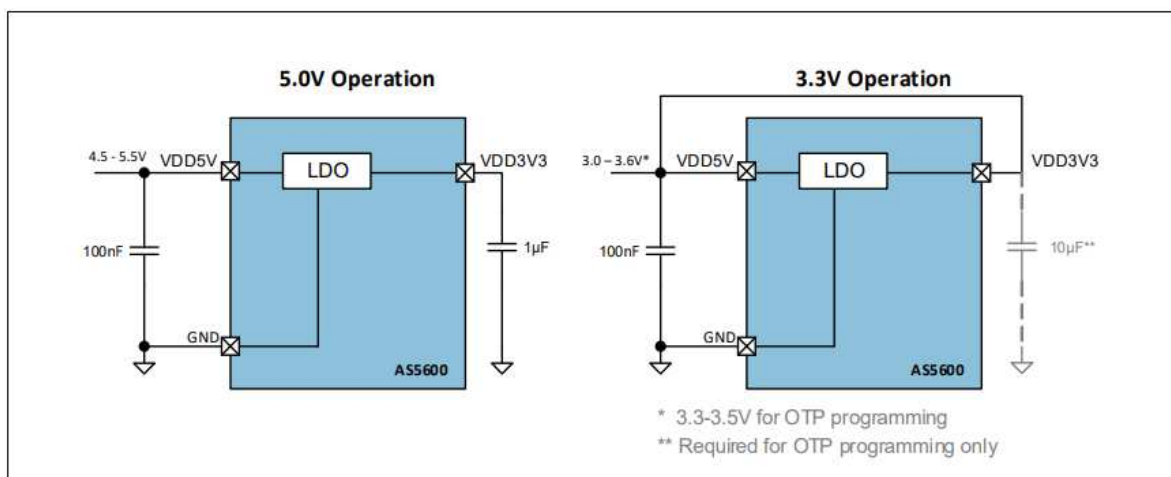 5.0V Operation
4.5 - 5.5V
VDD5V
LDO
VDD3V3
100nF
1µF
GND
AS5600
3.3V Operation
3.0 – 3.6V*
VDD5V
LDO
VDD3V3
100nF
10µF**
GND
AS5600
* 3.3-3.5V for OTP programming
** Required for OTP programming only